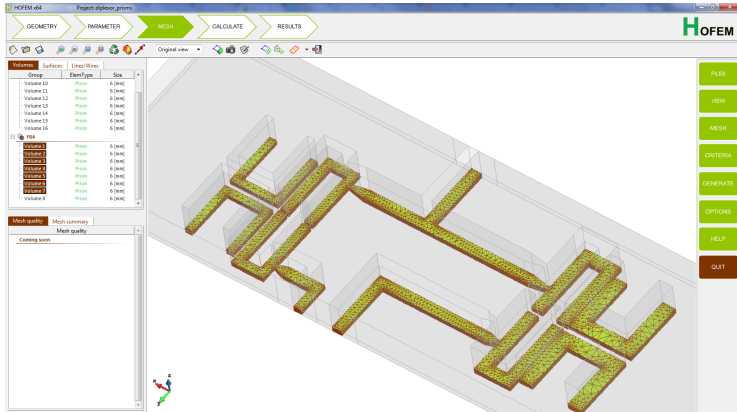 HOFEM x64 Project: diplexor_prisms
GEOMETRY PARAMETER MESH CALCULATE RESULTS
HOFEM
Original view
Volumes Surfaces Lines/Wires
Group ElemType Size
Volume 10 Prism 6 [mm]
Volume 11 Prism 6 [mm]
Volume 12 Prism 6 [mm]
Volume 13 Prism 6 [mm]
Volume 14 Prism 6 [mm]
Volume 15 Prism 6 [mm]
Volume 16 Prism 6 [mm]
FR4
Volume 1 Prism 6 [mm]
Volume 2 Prism 6 [mm]
Volume 3 Prism 6 [mm]
Volume 4 Prism 6 [mm]
Volume 5 Prism 6 [mm]
Volume 6 Prism 6 [mm]
Volume 7 Prism 6 [mm]
Volume 8 Prism 6 [mm]
Mesh quality Mesh summary
Mesh quality
Coming soon
FILES
VIEW
MESH
CRITERIA
GENERATE
OPTIONS
HELP
QUIT
z
x
y